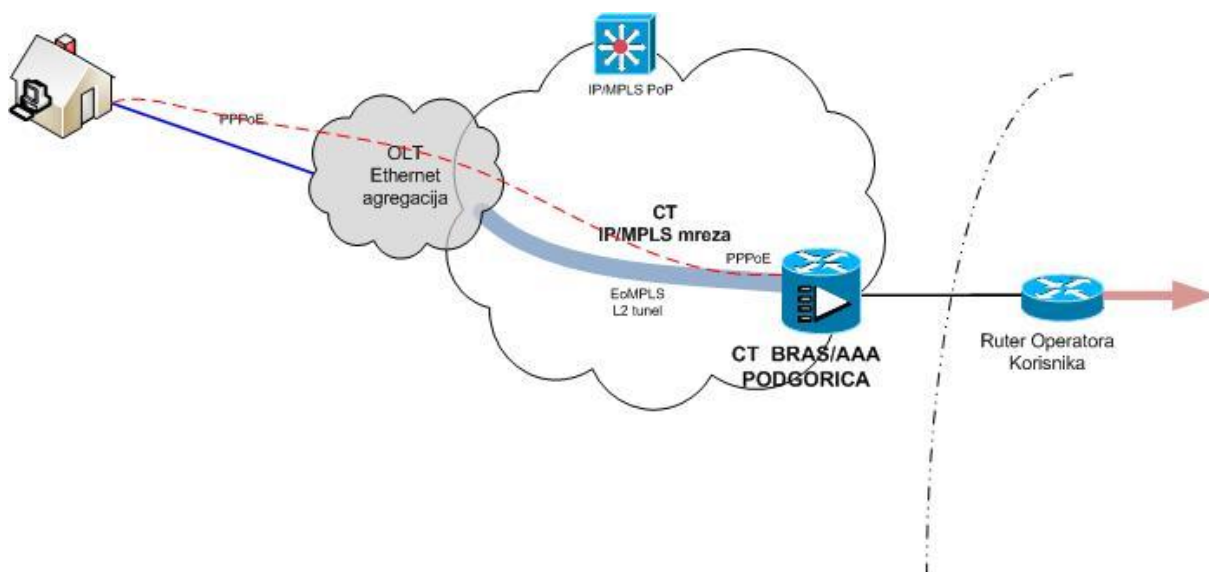 IP/MPLS PoP
PPPoE
OLT
Ethernet
agregacija
CT
IP/MPLS mreza
PPPoE
EoMPLS
L2 tunel
CT BRAS/AAA
PODGORICA
Ruter Operatora
Korisnika